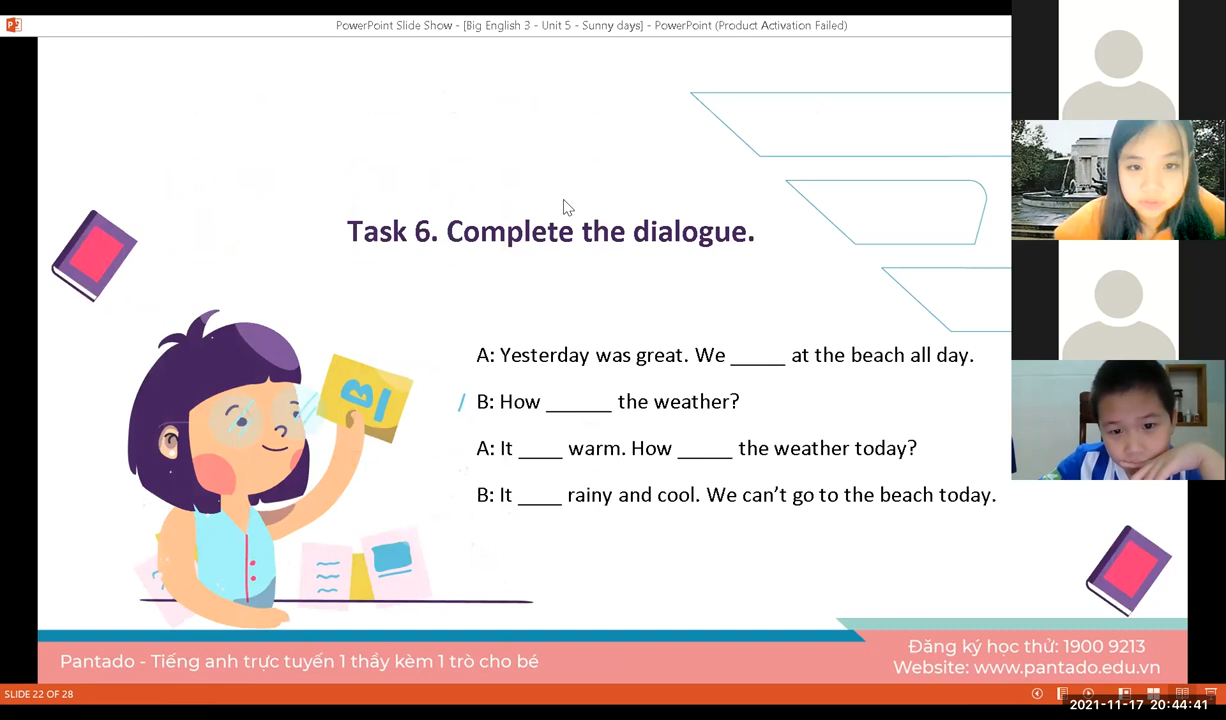 PowerPoint Slide Show - [Big English 3 - Unit 5 - Sunny days] - PowerPoint (Product Activation Failed)
Task 6. Complete the dialogue.
A: Yesterday was great. We _____ at the beach all day.
B: How ______ the weather?
A: It ____ warm. How _____ the weather today?
B: It ____ rainy and cool. We can’t go to the beach today.
Pantado - Tiếng anh trực tuyến 1 thầy kèm 1 trò cho bé
Đăng ký học thử: 1900 9213
Website: www.pantado.edu.vn
SLIDE 22 OF 28
2021-11-17 20:44:41